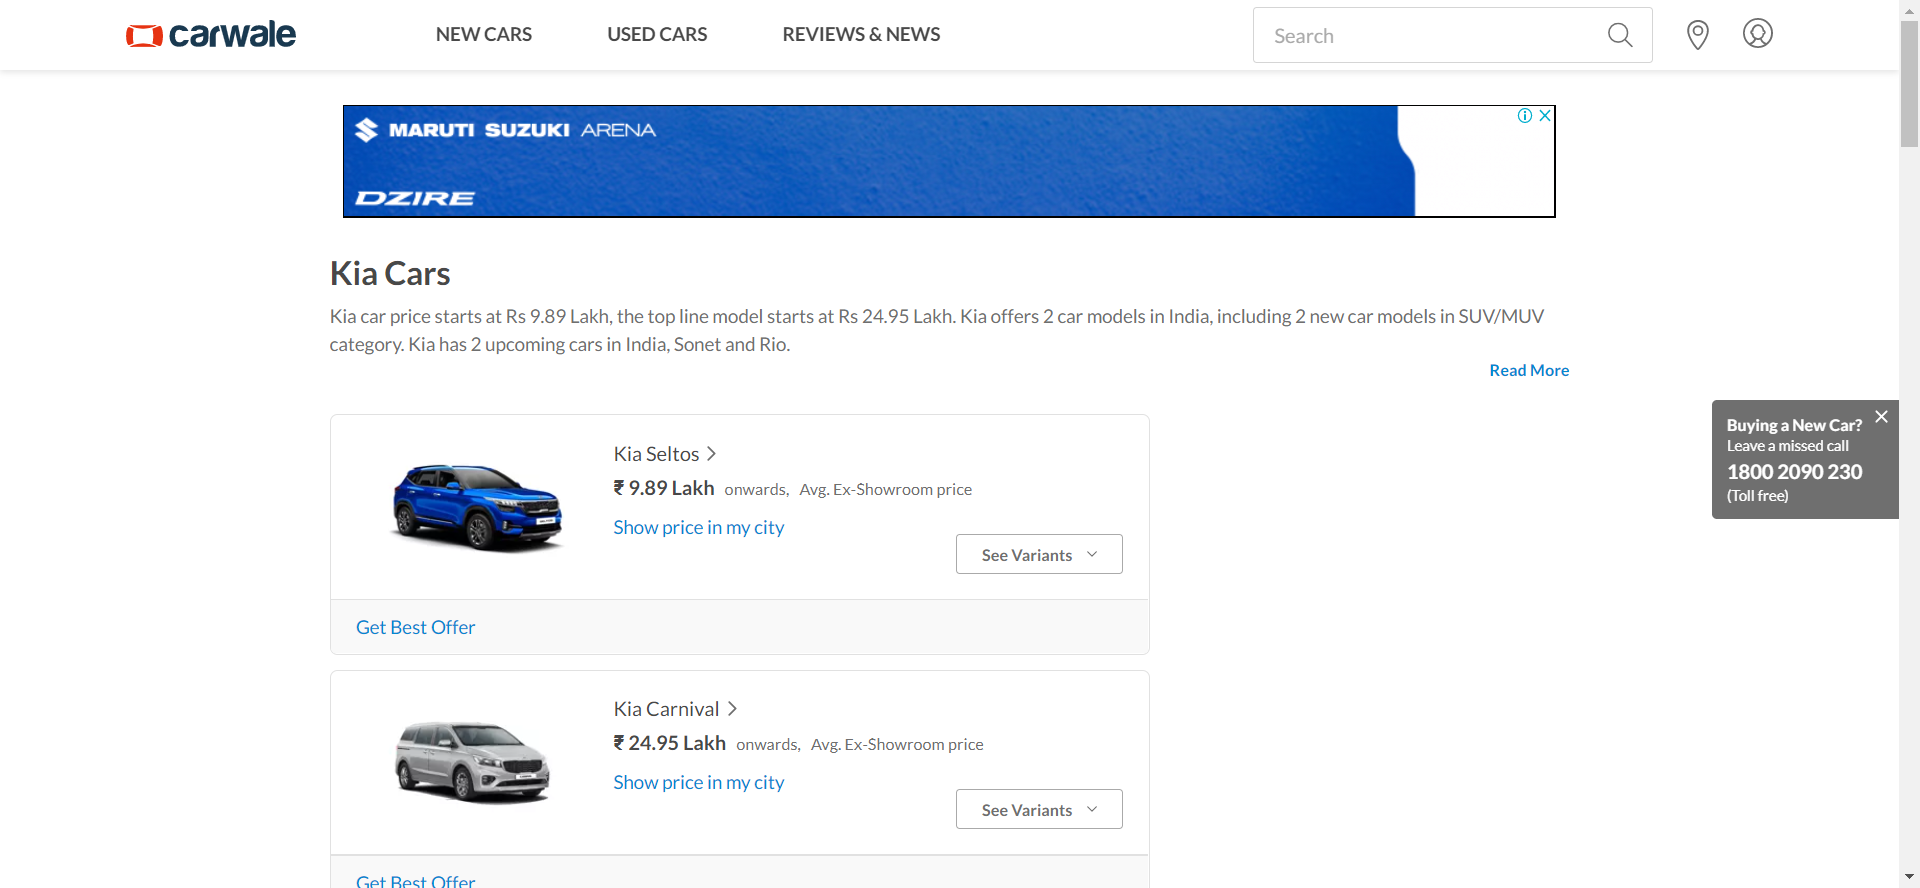 carwale
NEW CARS
USED CARS
REVIEWS & NEWS
Search
MARUTI SUZUKI ARENA
DZIRE
Kia Cars
Kia car price starts at Rs 9.89 Lakh, the top line model starts at Rs 24.95 Lakh. Kia offers 2 car models in India, including 2 new car models in SUV/MUV
category. Kia has 2 upcoming cars in India, Sonet and Rio.
Read More
Buying a New Car?
Leave a missed call
1800 2090 230
(Toll free)
Kia Seltos
₹ 9.89 Lakh onwards, Avg. Ex-Showroom price
Show price in my city
See Variants
Get Best Offer
Kia Carnival
₹ 24.95 Lakh onwards, Avg. Ex-Showroom price
Show price in my city
See Variants
Get Best Offer